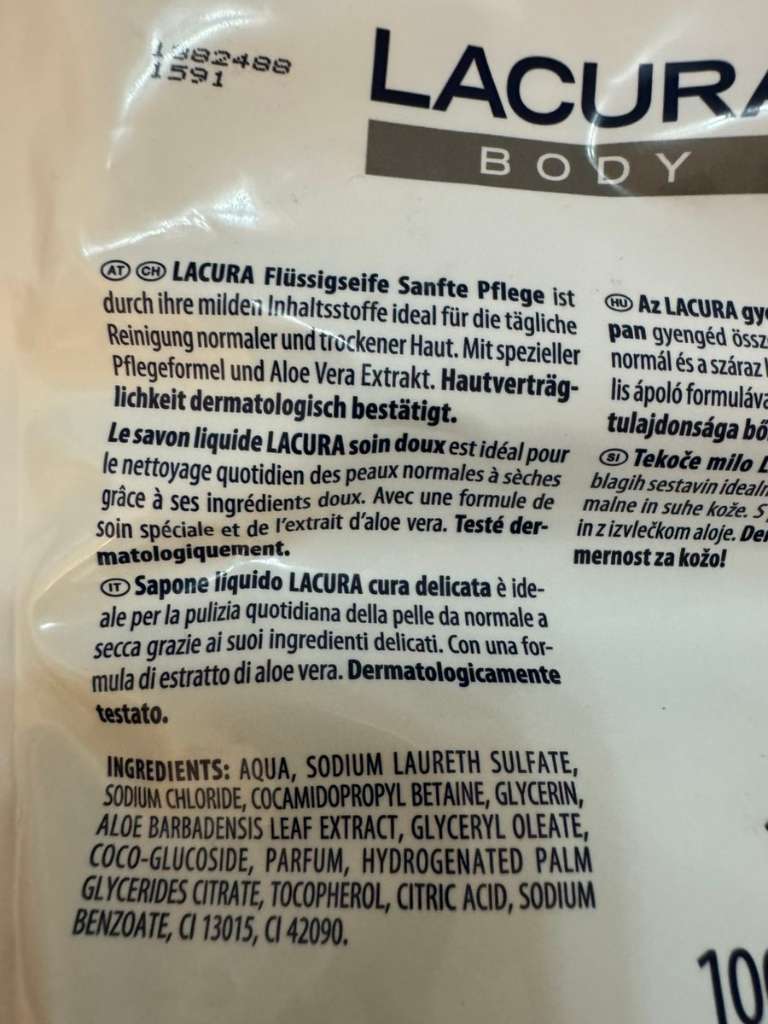 1882488
1591
LACURA
BODY
AT CH LACURA Flüssigseife Sanfte Pflege ist
durch ihre milden Inhaltsstoffe ideal für die tägliche
Reinigung normaler und trockener Haut. Mit spezieller
Pflegeformel und Aloe Vera Extrakt. Hautverträg-
lichkeit dermatologisch bestätigt.
Le savon liquide LACURA soin doux est idéal pour
le nettoyage quotidien des peaux normales à sèches
grâce à ses ingrédients doux. Avec une formule de
soin spéciale et de l'extrait d'aloe vera. Testé der-
matologiquement.
IT Sapone liquido LACURA cura delicata è ide-
ale per la pulizia quotidiana della pelle da normale a
secca grazie ai suoi ingredienti delicati. Con una for-
mula di estratto di aloe vera. Dermatologicamente
testato.
INGREDIENTS: AQUA, SODIUM LAURETH SULFATE,
SODIUM CHLORIDE, COCAMIDOPROPYL BETAINE, GLYCERIN,
ALOE BARBADENSIS LEAF EXTRACT, GLYCERYL OLEATE,
COCO-GLUCOSIDE, PARFUM, HYDROGENATED PALM
GLYCERIDES CITRATE, TOCOPHEROL, CITRIC ACID, SODIUM
BENZOATE, CI 13015, CI 42090.
HU Az LACURA
pan gyengéd
normál és a száraz
lis ápoló
tulajdonsága
SI Tekoče milo
blagih sestavin
malne in suhe kože.
in z izvlečkom aloje.
mernost za kožo!